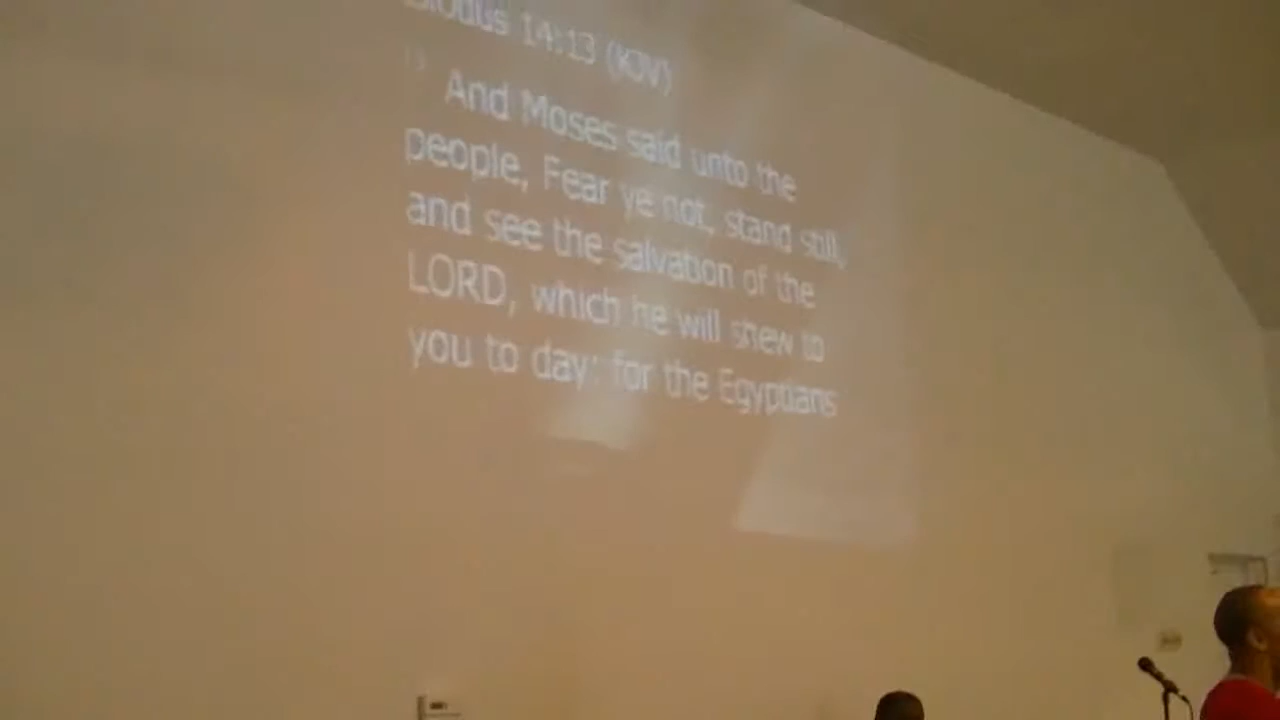 Exodus 14:13 (KJV)
13 And Moses said unto the
people, Fear ye not, stand still,
and see the salvation of the
LORD, which he will shew to
you to day: for the Egyptians